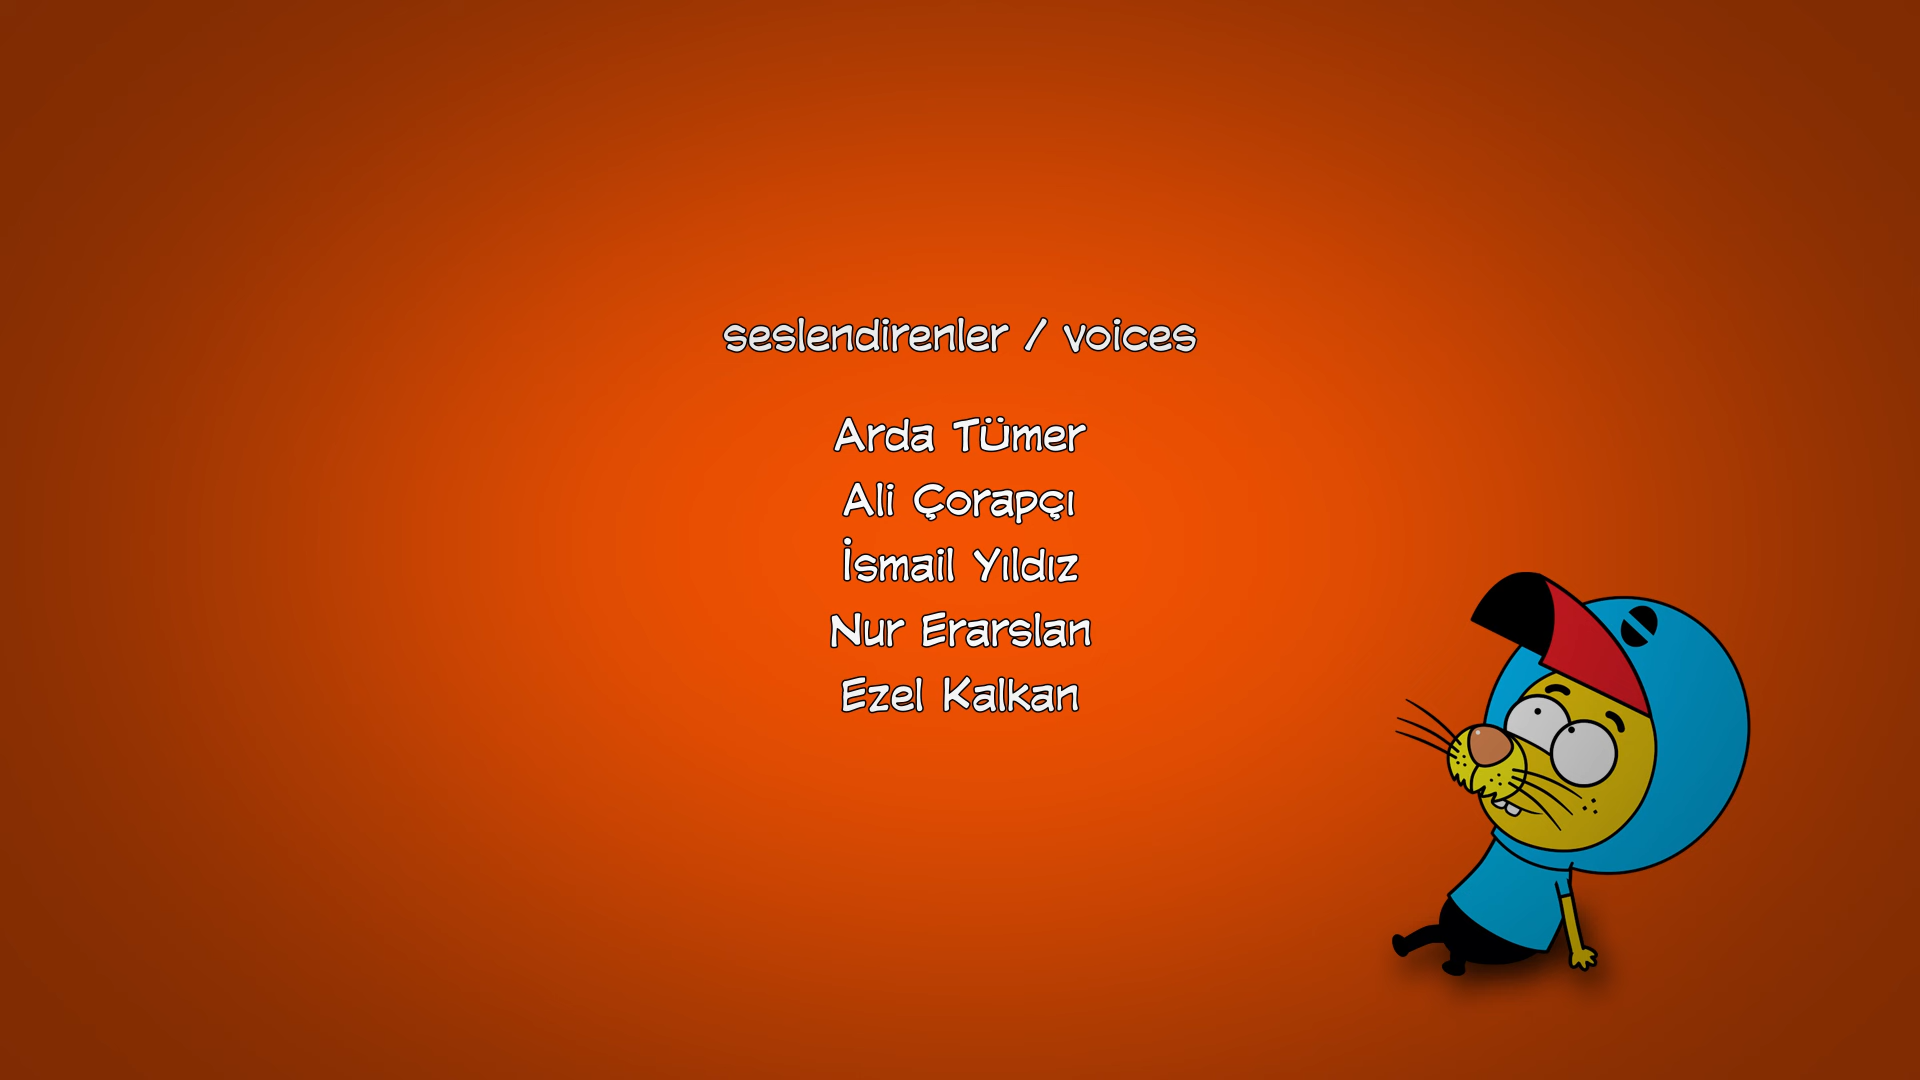 seslendirenler / voices
Arda Tümer
Ali Çorapçı
İsmail Yıldız
Nur Erarslan
Ezel Kalkan